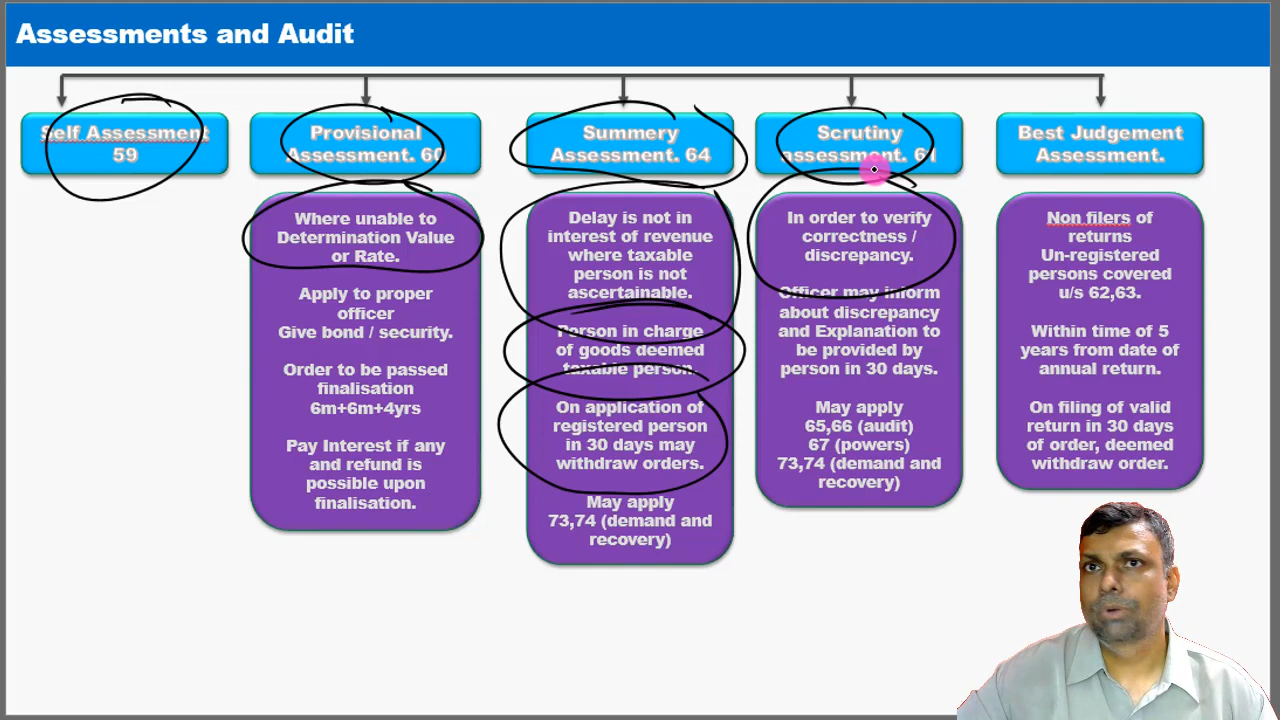 Assessments and Audit
Self Assessment
59
Provisional
Assessment. 60
Summery
Assessment. 64
Scrutiny
assessment. 61
Best Judgement
Assessment.
Where unable to
Determination Value
or Rate.
Apply to proper
officer
Give bond / security.
Order to be passed
finalisation
6m+6m+4yrs
Pay Interest if any
and refund is
possible upon
finalisation.
Delay is not in
interest of revenue
where taxable
person is not
ascertainable.
Person in charge
of goods deemed
taxable person.
On application of
registered person
in 30 days may
withdraw orders.
May apply
73,74 (demand and
recovery)
In order to verify
correctness /
discrepancy.
Officer may inform
about discrepancy
and Explanation to
be provided by
person in 30 days.
May apply
65,66 (audit)
67 (powers)
73,74 (demand and
recovery)
Non filers of
returns
Un-registered
persons covered
u/s 62,63.
Within time of 5
years from date of
annual return.
On filing of valid
return in 30 days
of order, deemed
withdraw order.